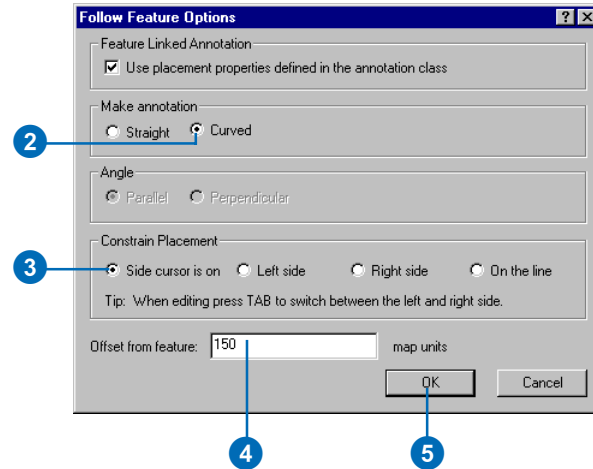 Follow Feature Options
Feature Linked Annotation
Use placement properties defined in the annotation class
Make annotation
Straight Curved
2
Angle
Parallel Perpendicular
Constrain Placement
3
Side cursor is on Left side Right side On the line
Tip: When editing press TAB to switch between the left and right side.
Offset from feature: 150 map units
OK Cancel
4 5